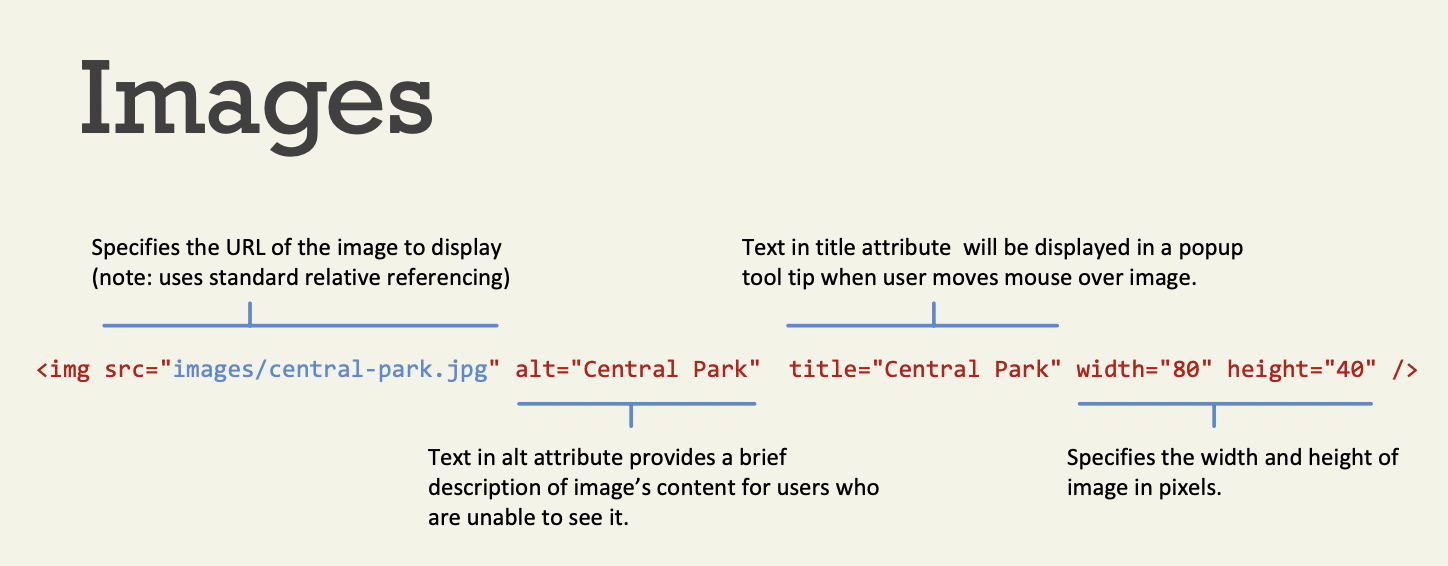 Images
Specifies the URL of the image to display
(note: uses standard relative referencing)
Text in title attribute  will be displayed in a popup
tool tip when user moves mouse over image.
<img src="images/central-park.jpg" alt="Central Park"  title="Central Park" width="80" height="40" />
Text in alt attribute provides a brief
description of image’s content for users who
are unable to see it.
Specifies the width and height of
image in pixels.